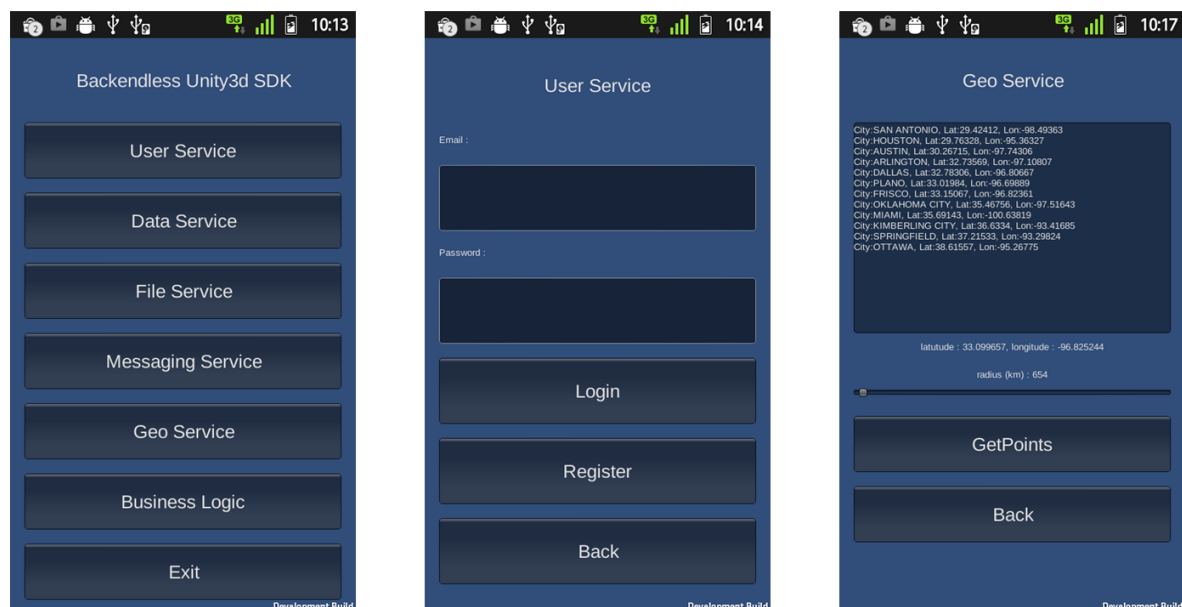 10:13
Backendless Unity3d SDK
User Service
Data Service
File Service
Messaging Service
Geo Service
Business Logic
Exit
Development Build
10:14
User Service
Email :
Password :
Login
Register
Back
Development Build
10:17
Geo Service
City:SAN ANTONIO, Lat:29.42412, Lon:-98.49363
City:HOUSTON, Lat:29.76328, Lon:-95.36327
City:AUSTIN, Lat:30.26715, Lon:-97.74306
City:ARLINGTON, Lat:32.73569, Lon:-97.10807
City:DALLAS, Lat:32.78306, Lon:-96.80667
City:PLANO, Lat:33.01984, Lon:-96.69889
City:FRISCO, Lat:33.15067, Lon:-96.82361
City:OKLAHOMA CITY, Lat:35.46756, Lon:-97.51643
City:MIAMI, Lat:35.69143, Lon:-100.63819
City:KIMBERLING CITY, Lat:36.6334, Lon:-93.41685
City:SPRINGFIELD, Lat:37.21533, Lon:-93.29824
City:OTTAWA, Lat:38.61557, Lon:-95.26775
latutude : 33.099657, longitude : -96.825244
radius (km) : 654
GetPoints
Back
Development Build